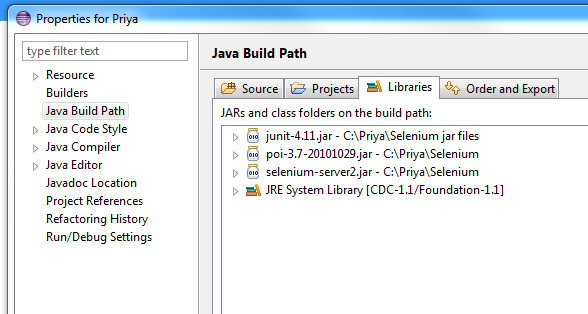 Properties for Priya
type filter text
Resource
Builders
Java Build Path
Java Code Style
Java Compiler
Java Editor
Javadoc Location
Project References
Refactoring History
Run/Debug Settings
Java Build Path
Source Projects Libraries Order and Export
JARs and class folders on the build path:
junit-4.11.jar - C:\Priya\Selenium jar files
poi-3.7-20101029.jar - C:\Priya\Selenium
selenium-server2.jar - C:\Priya\Selenium
JRE System Library [CDC-1.1/Foundation-1.1]